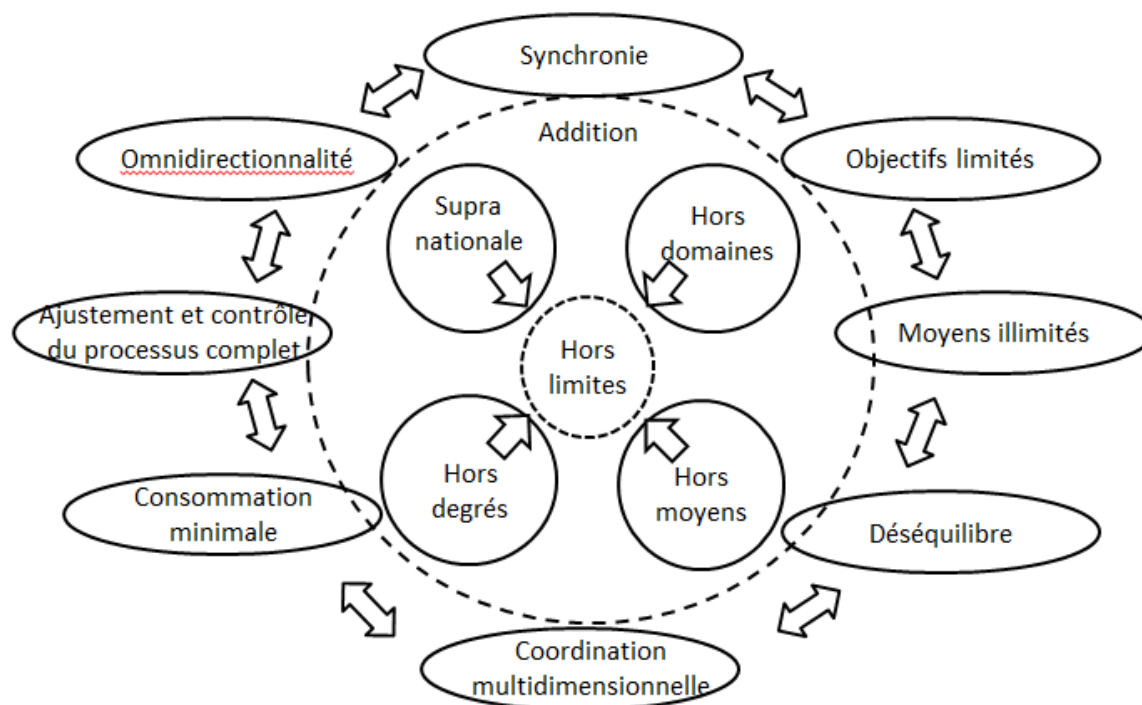 Synchronie
Addition
Omnidirectionnalité
Objectifs limités
Supra
nationale
Hors
domaines
Ajustement et contrôle
du processus complet
Hors
limites
Moyens illimités
Hors
degrés
Hors
moyens
Consommation
minimale
Déséquilibre
Coordination
multidimensionnelle